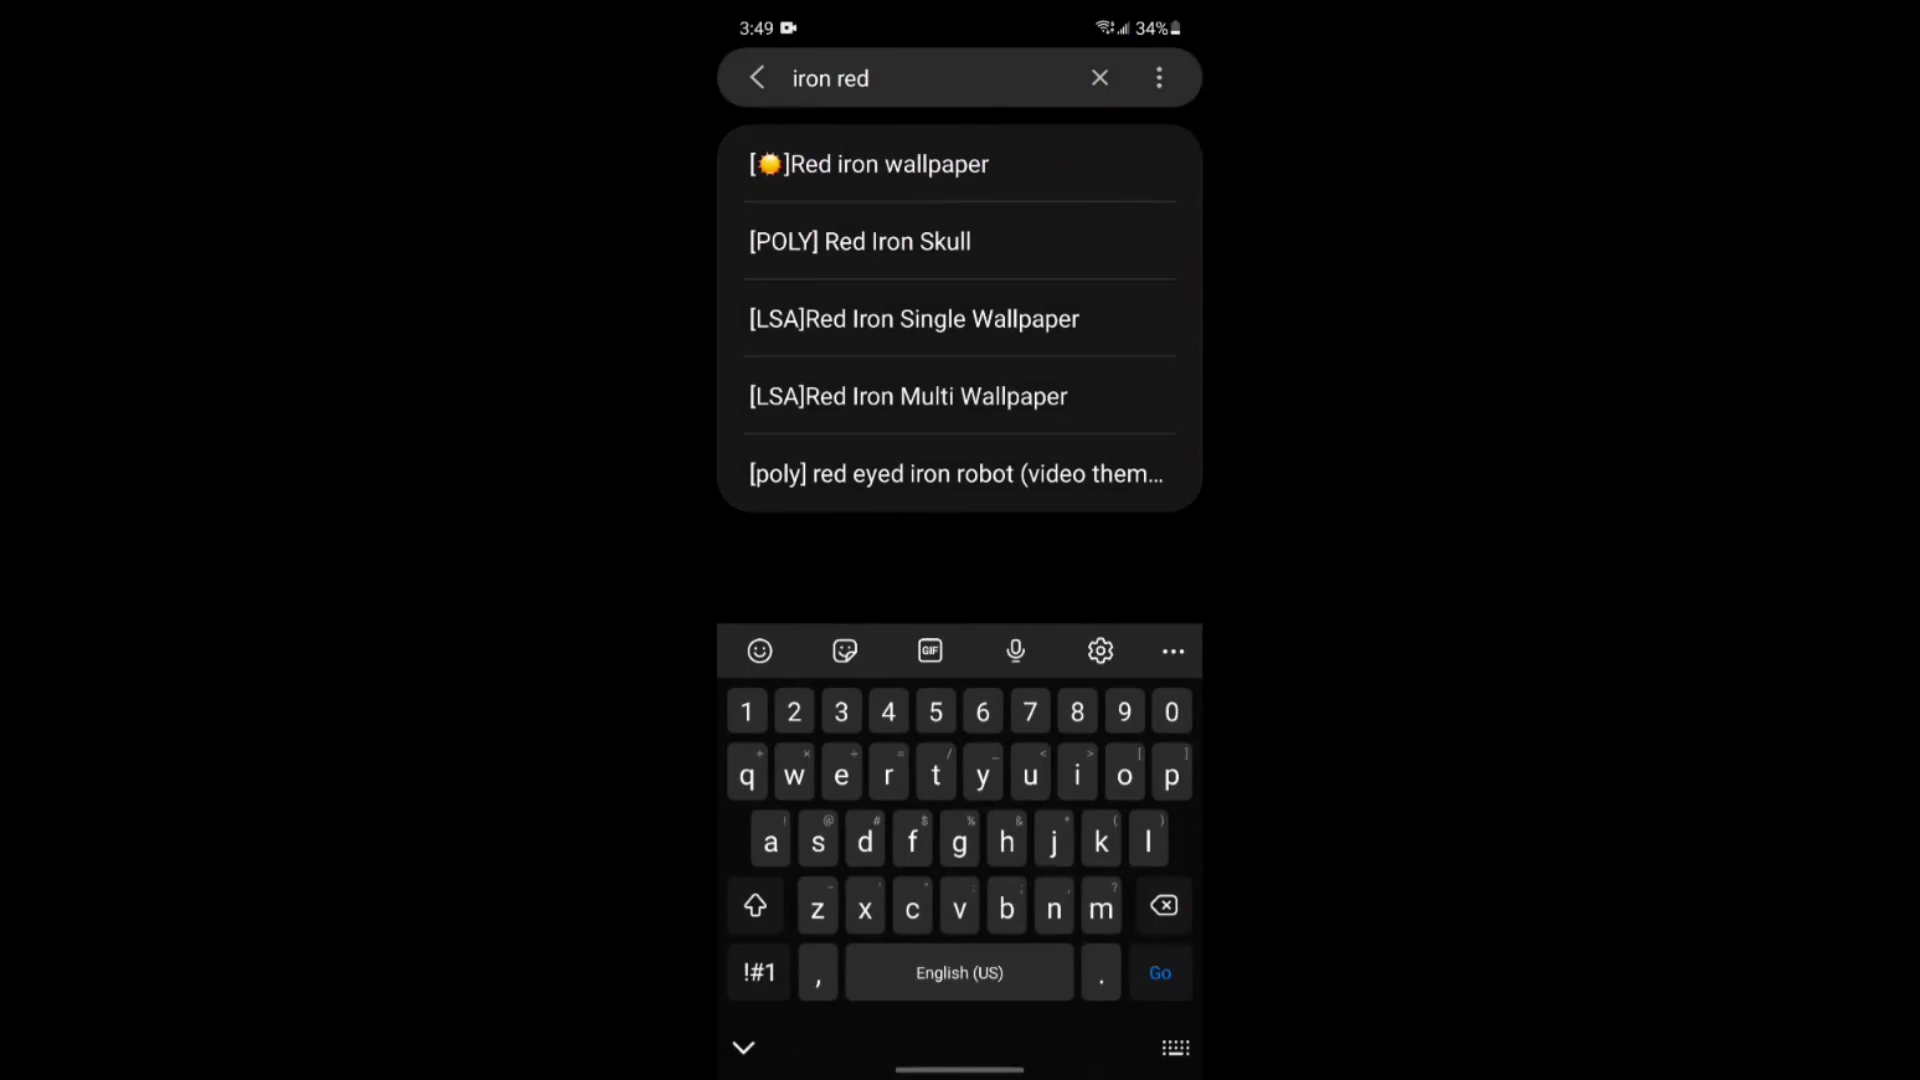 3:49 34%
iron red
[☀]Red iron wallpaper
[POLY] Red Iron Skull
[LSA]Red Iron Single Wallpaper
[LSA]Red Iron Multi Wallpaper
[poly] red eyed iron robot (video them...
GIF
1 2 3 4 5 6 7 8 9 0
+ × ÷ = / _ < > [ ]
q w e r t y u i o p
! @ # $ % & * ( )
a s d f g h j k l
- ' " : ; , ?
z x c v b n m
!#1 , English (US) . Go